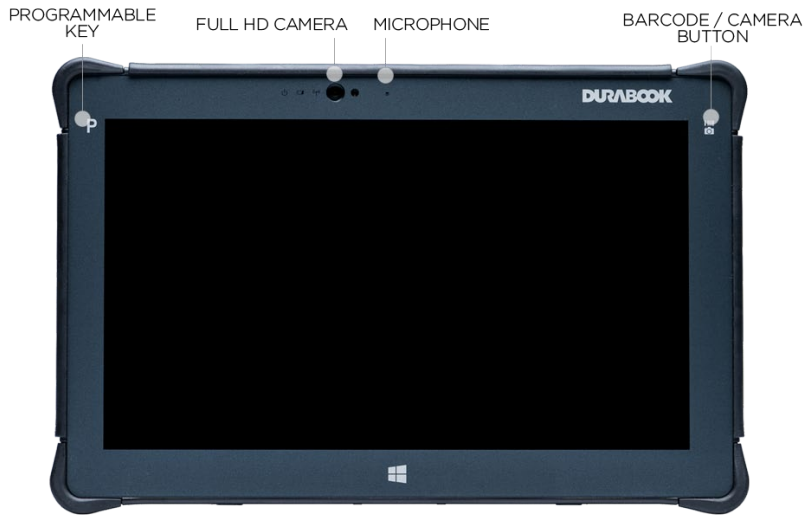 PROGRAMMABLE
KEY
FULL HD CAMERA
MICROPHONE
BARCODE / CAMERA
BUTTON
DURABOOK
P